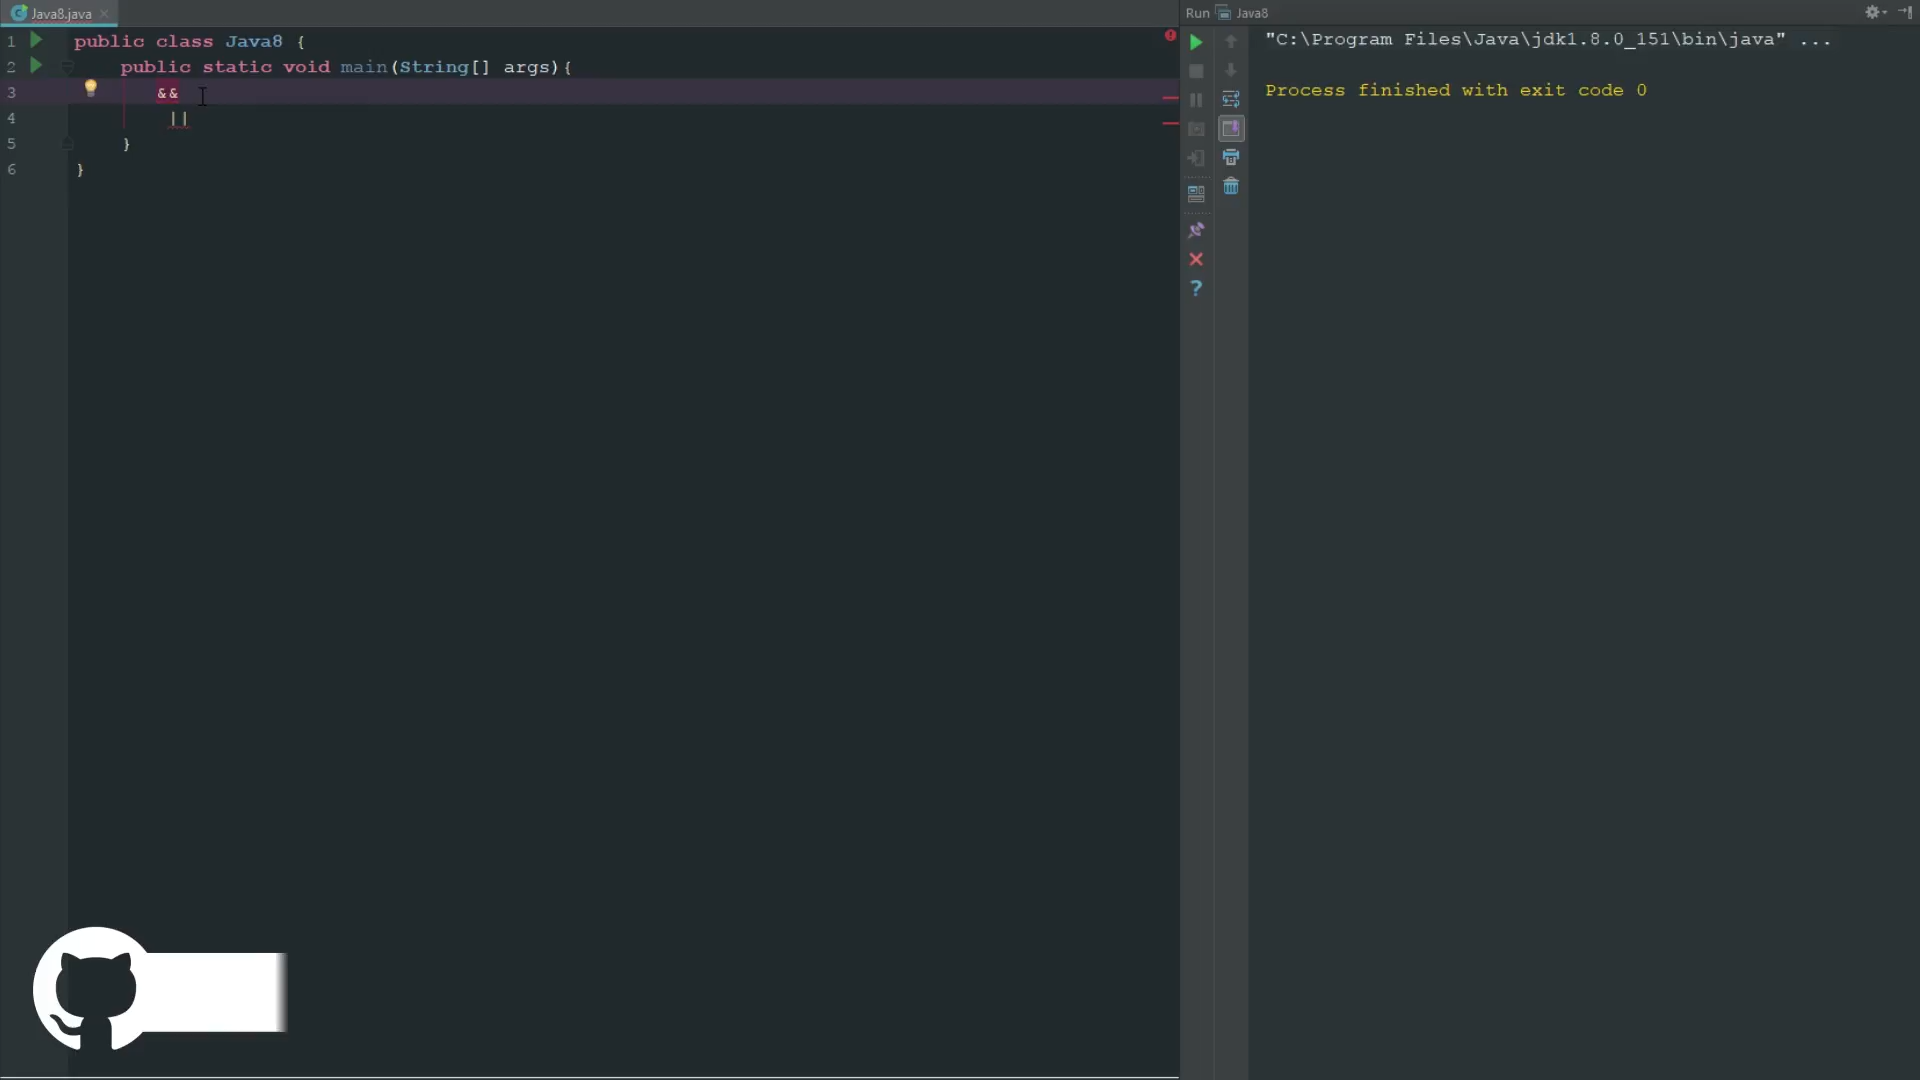 Java8.java
1 public class Java8 {
2 public static void main(String[] args){
3 &&
4 ||
5 }
6 }
Run Java8
"C:\Program Files\Java\jdk1.8.0_151\bin\java" ...
Process finished with exit code 0